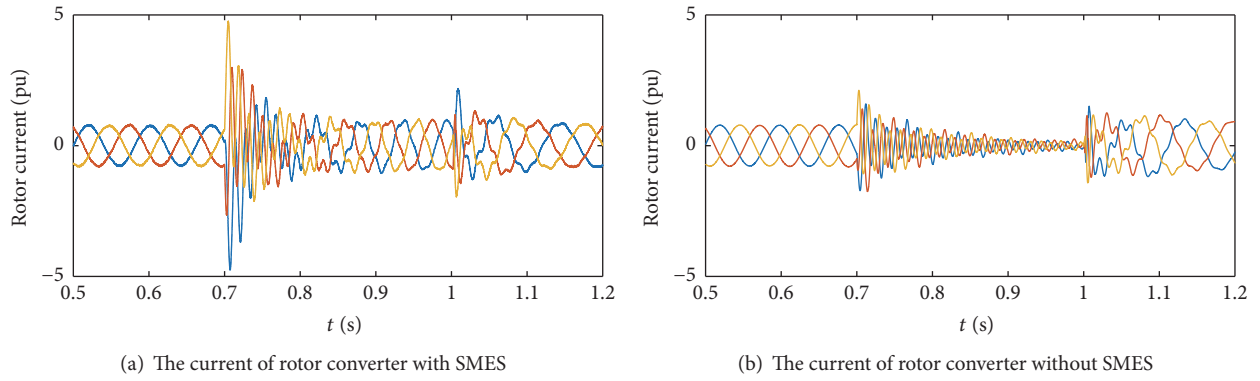 5
0
−5
Rotor current (pu)
0.5 0.6 0.7 0.8 0.9 1 1.1 1.2
t (s)
(a) The current of rotor converter with SMES
5
0
−5
Rotor current (pu)
0.5 0.6 0.7 0.8 0.9 1 1.1 1.2
t (s)
(b) The current of rotor converter without SMES